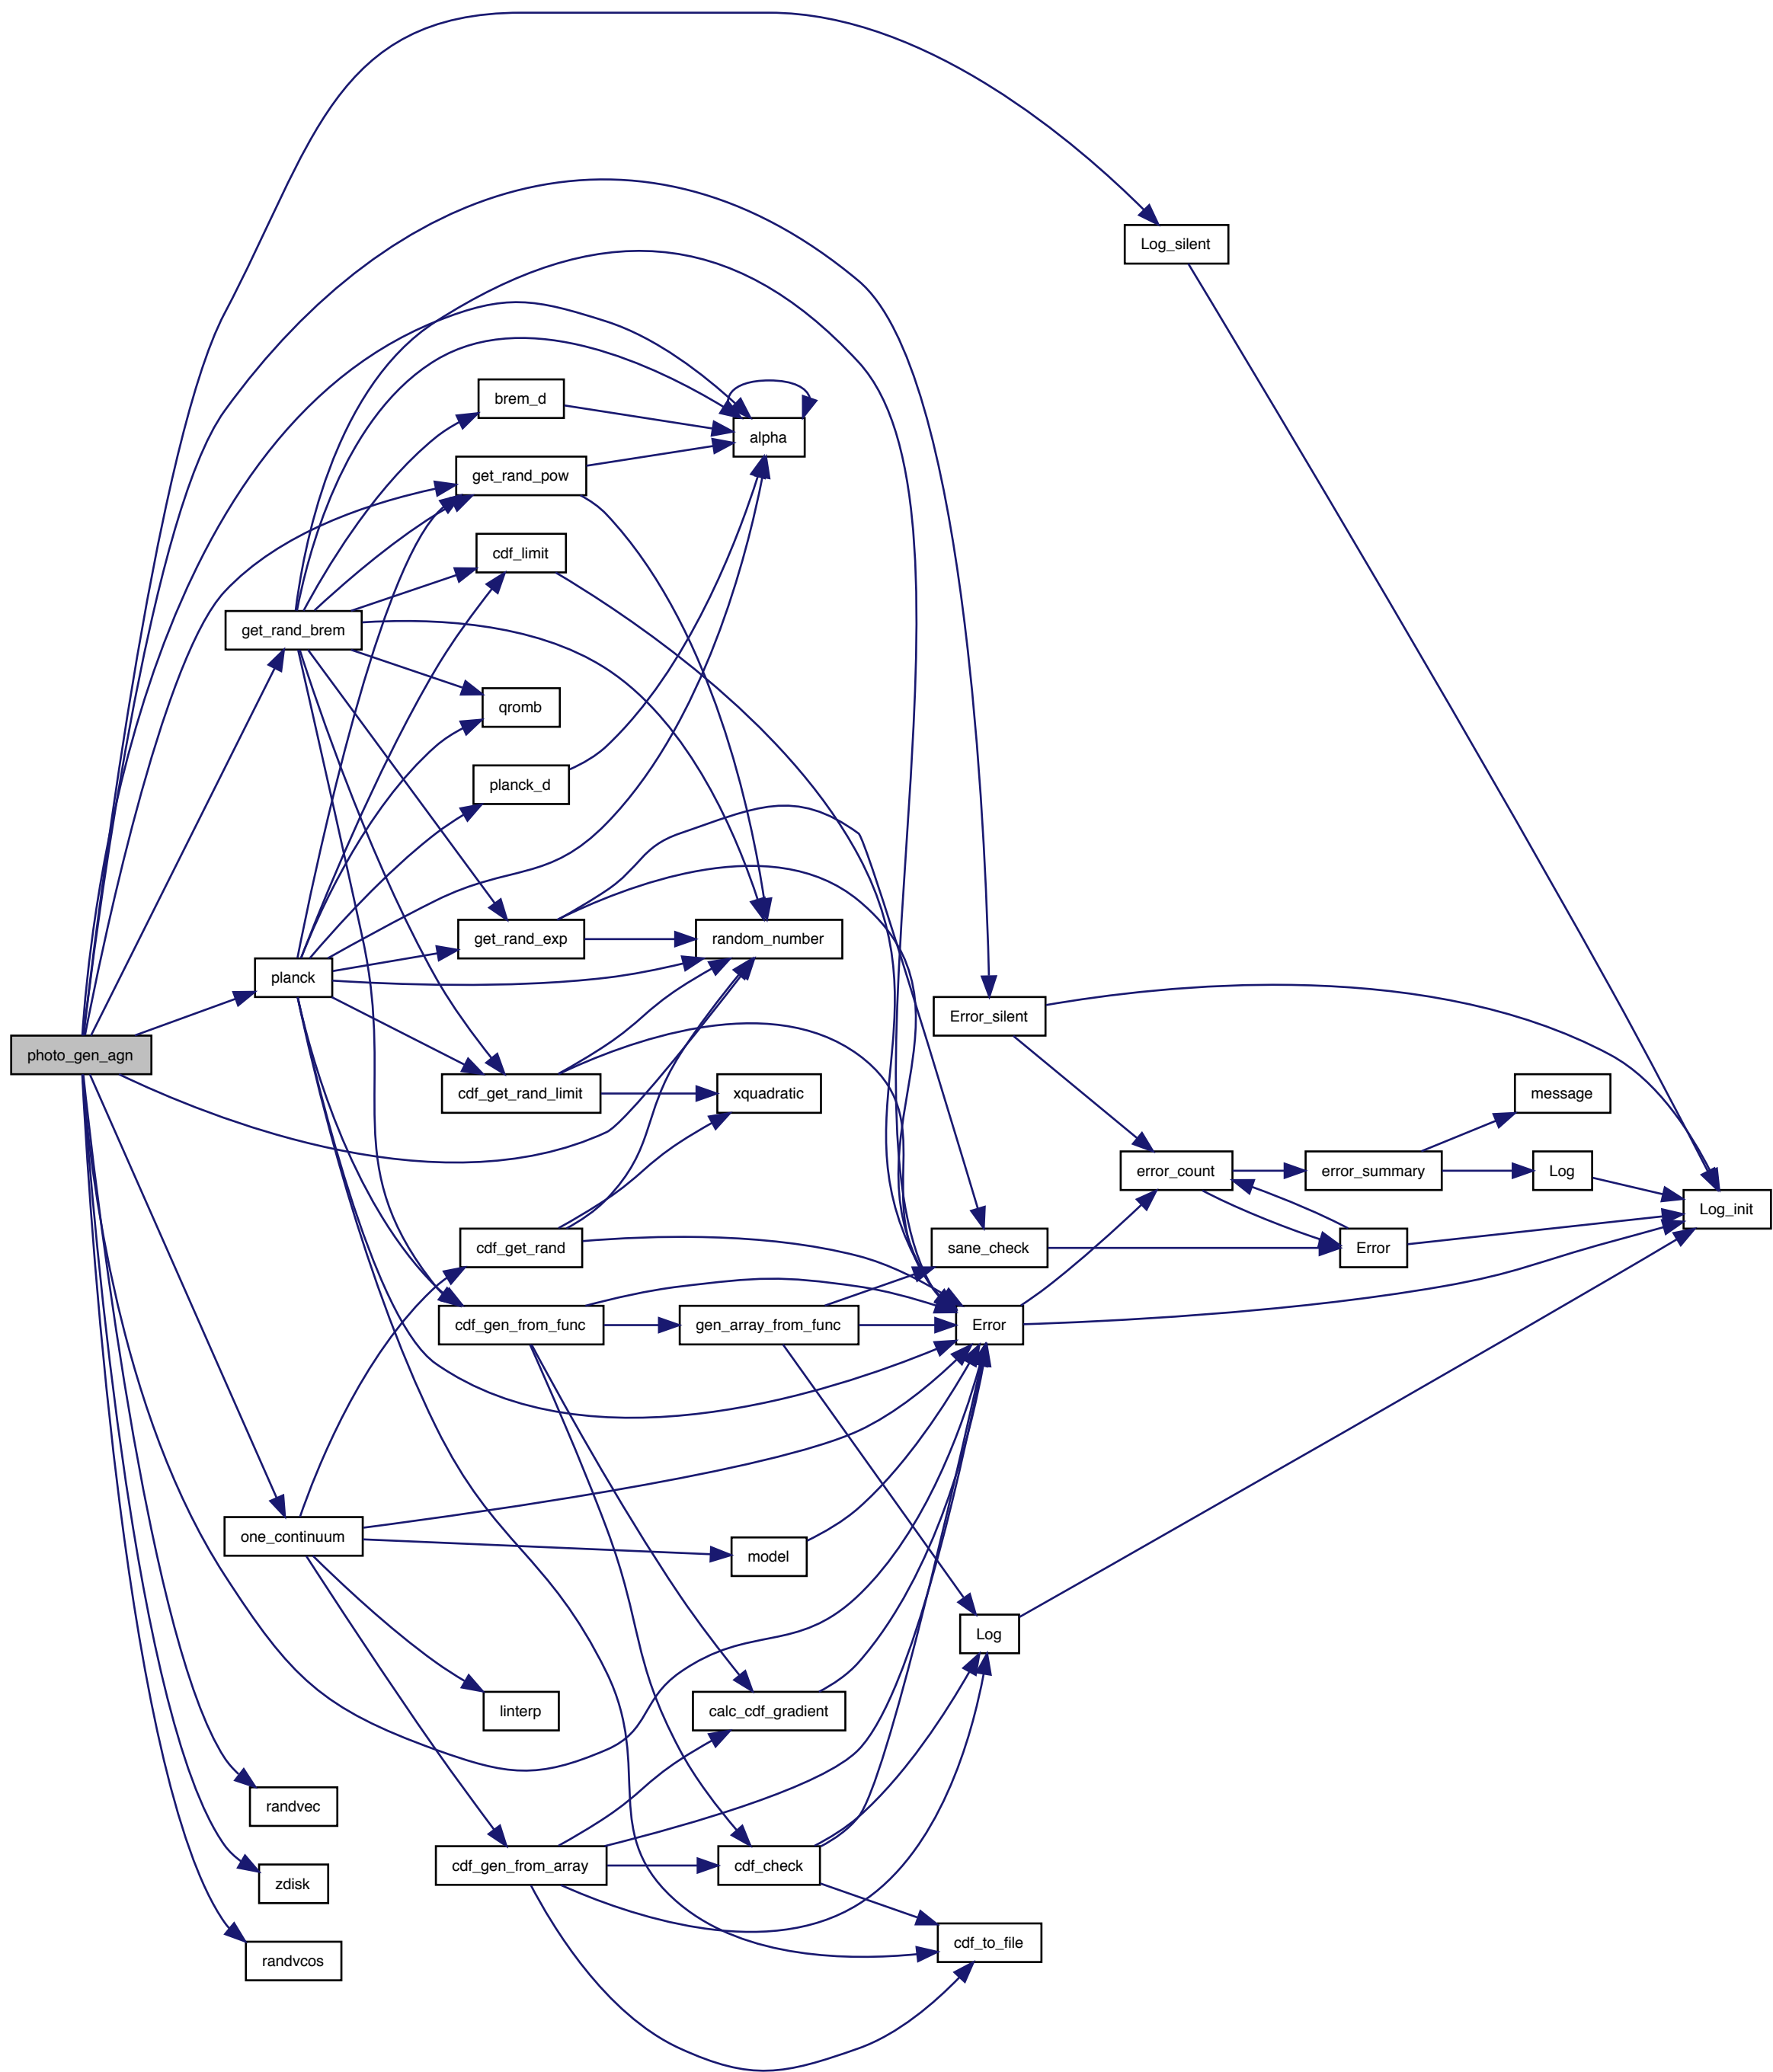 Log_silent
brem_d
alpha
get_rand_pow
cdf_limit
get_rand_brem
qromb
planck_d
get_rand_exp
random_number
planck
Error_silent
photo_gen_agn
cdf_get_rand_limit
xquadratic
message
error_count
error_summary
Log
Log_init
cdf_get_rand
sane_check
Error
cdf_gen_from_func
gen_array_from_func
Error
one_continuum
model
Log
linterp
calc_cdf_gradient
randvec
cdf_gen_from_array
cdf_check
zdisk
cdf_to_file
randvcos